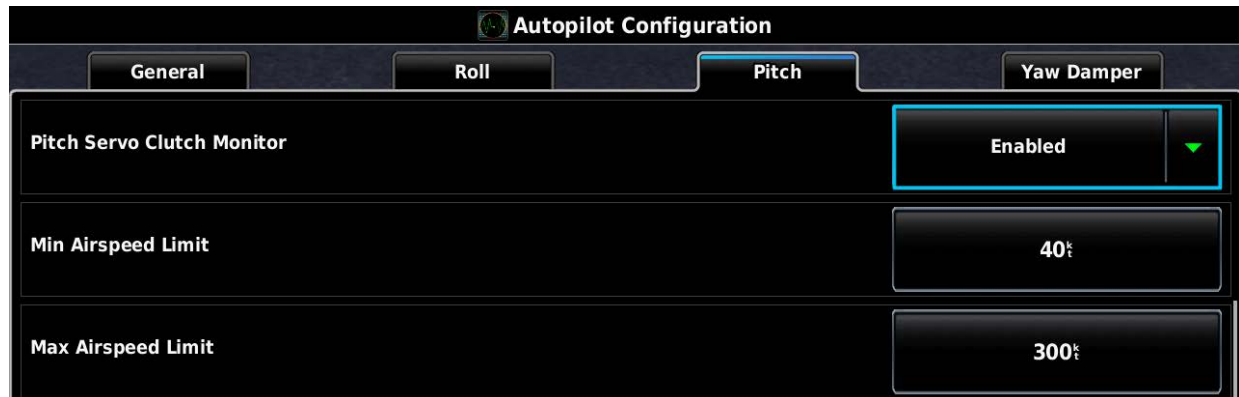 Autopilot Configuration
General Roll Pitch Yaw Damper
Pitch Servo Clutch Monitor Enabled
Min Airspeed Limit 40kt
Max Airspeed Limit 300kt